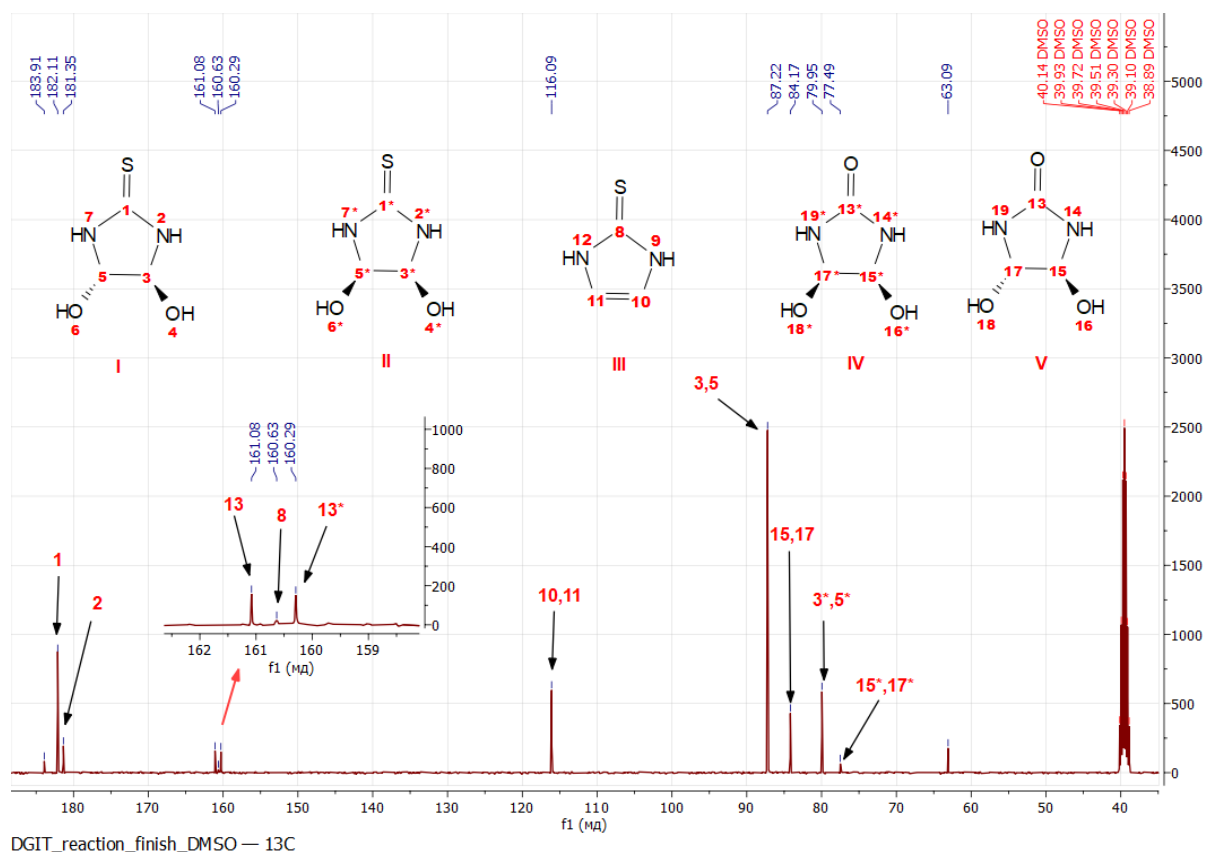 183.91
182.11
181.35
161.08
160.63
160.29
116.09
87.22
84.17
79.95
77.49
63.09
40.14 DMSO
39.93 DMSO
39.72 DMSO
39.51 DMSO
39.30 DMSO
39.10 DMSO
38.89 DMSO
S
1
7
2
HN
NH
5
3
HO
OH
6
4
I
S
1*
7*
2*
HN
NH
5*
3*
HO
OH
6*
4*
II
S
8
12
9
HN
NH
11
10
III
O
13*
19*
14*
HN
NH
17*
15*
HO
OH
18*
16*
IV
O
13
19
14
HN
NH
17
15
HO
OH
18
16
V
3,5
161.08
160.63
160.29
13
8
13*
1000
800
600
400
200
0
162
161
160
159
f1 (мд)
1
2
10,11
15,17
3*,5*
15*,17*
5000
4500
4000
3500
3000
2500
2000
1500
1000
500
0
180
170
160
150
140
130
120
110
100
90
80
70
60
50
40
f1 (мд)
DGIT_reaction_finish_DMSO — 13C